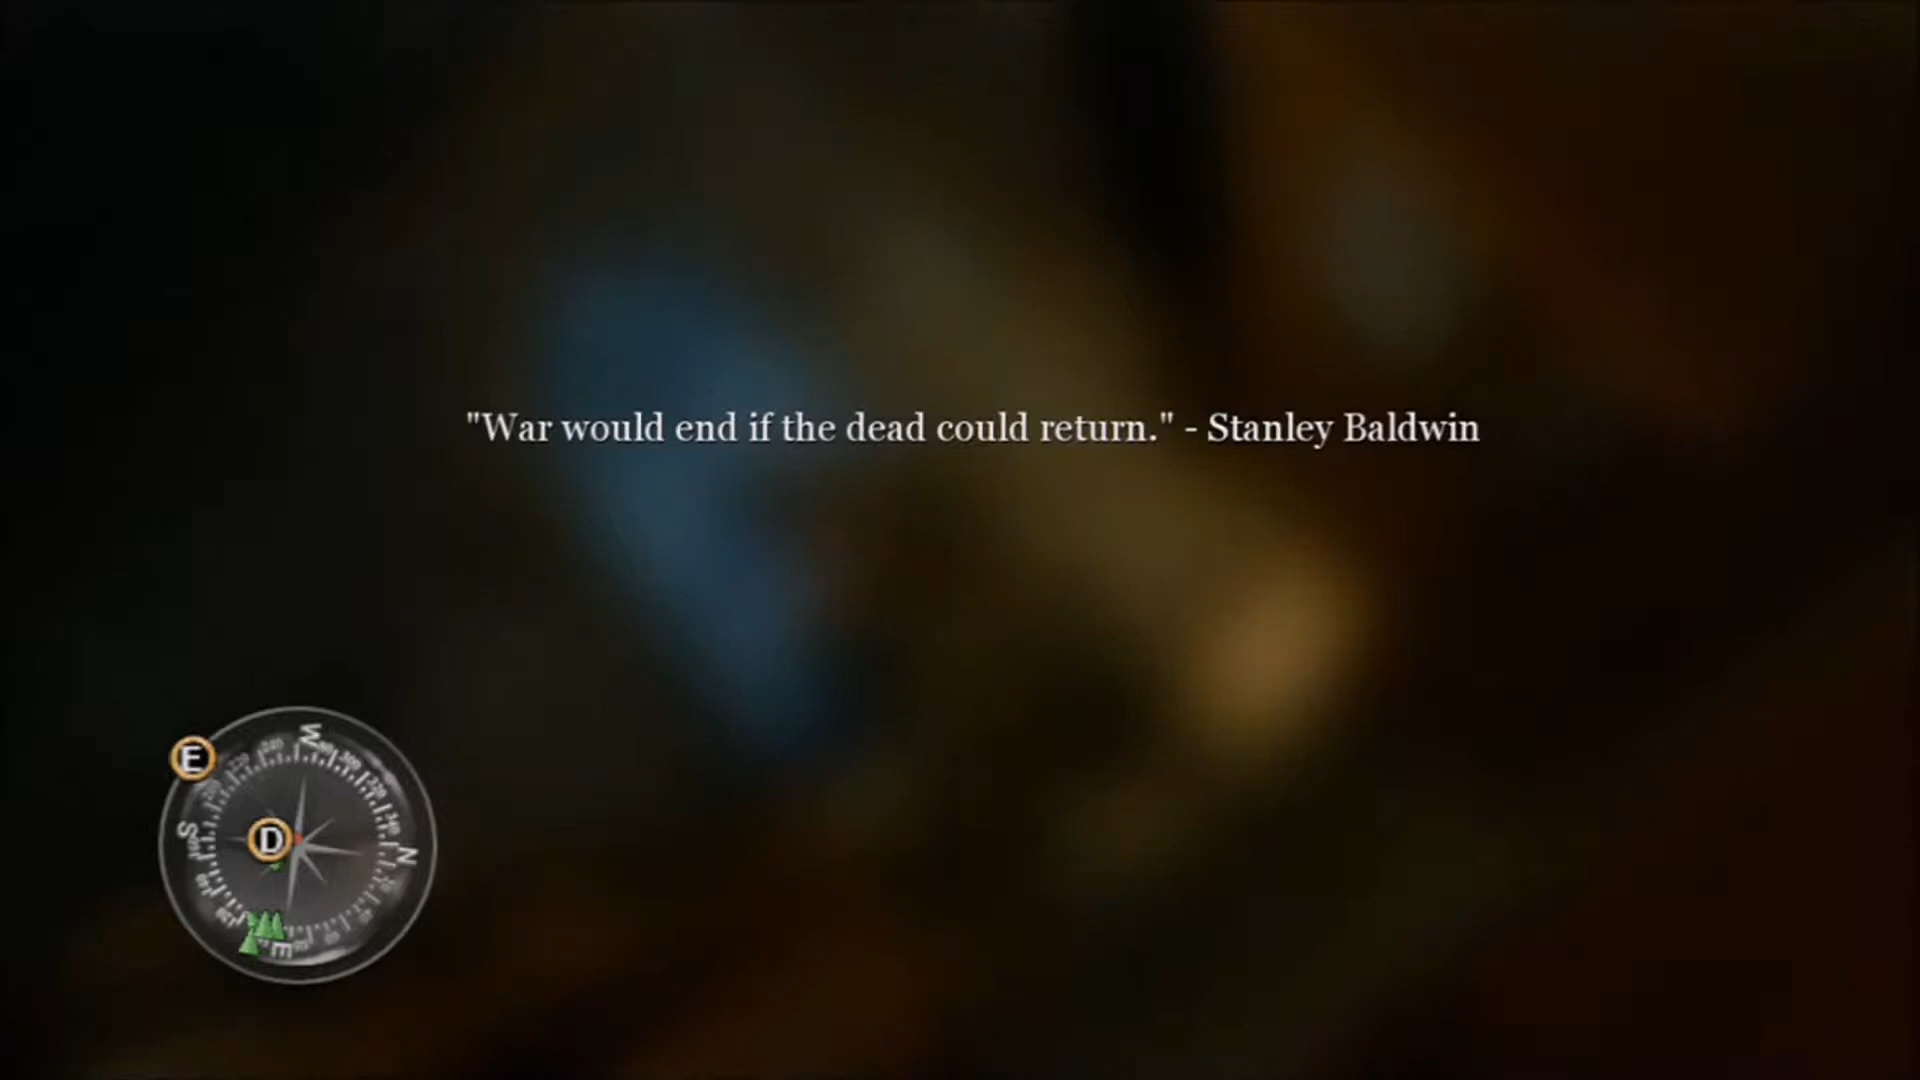 "War would end if the dead could return." - Stanley Baldwin
E
W
D
S
N
E